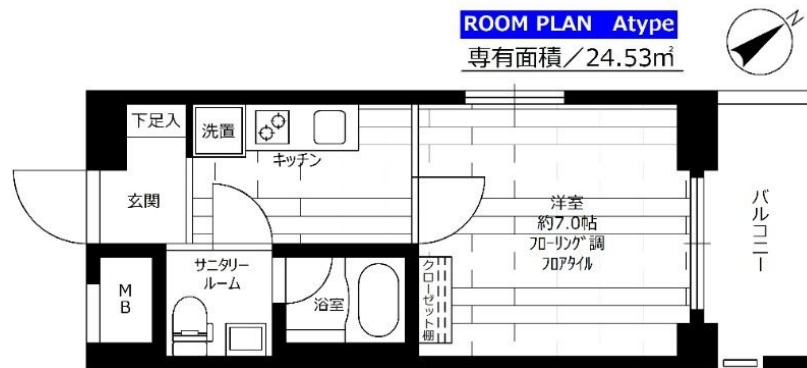 ROOM PLAN Atype
専有面積／24.53㎡
N
下足入
洗置
キッチン
玄関
洋室
約7.0帖
フローリング調
フロアタイル
バルコニー
サニタリー
ルーム
MB
浴室
クローゼット棚